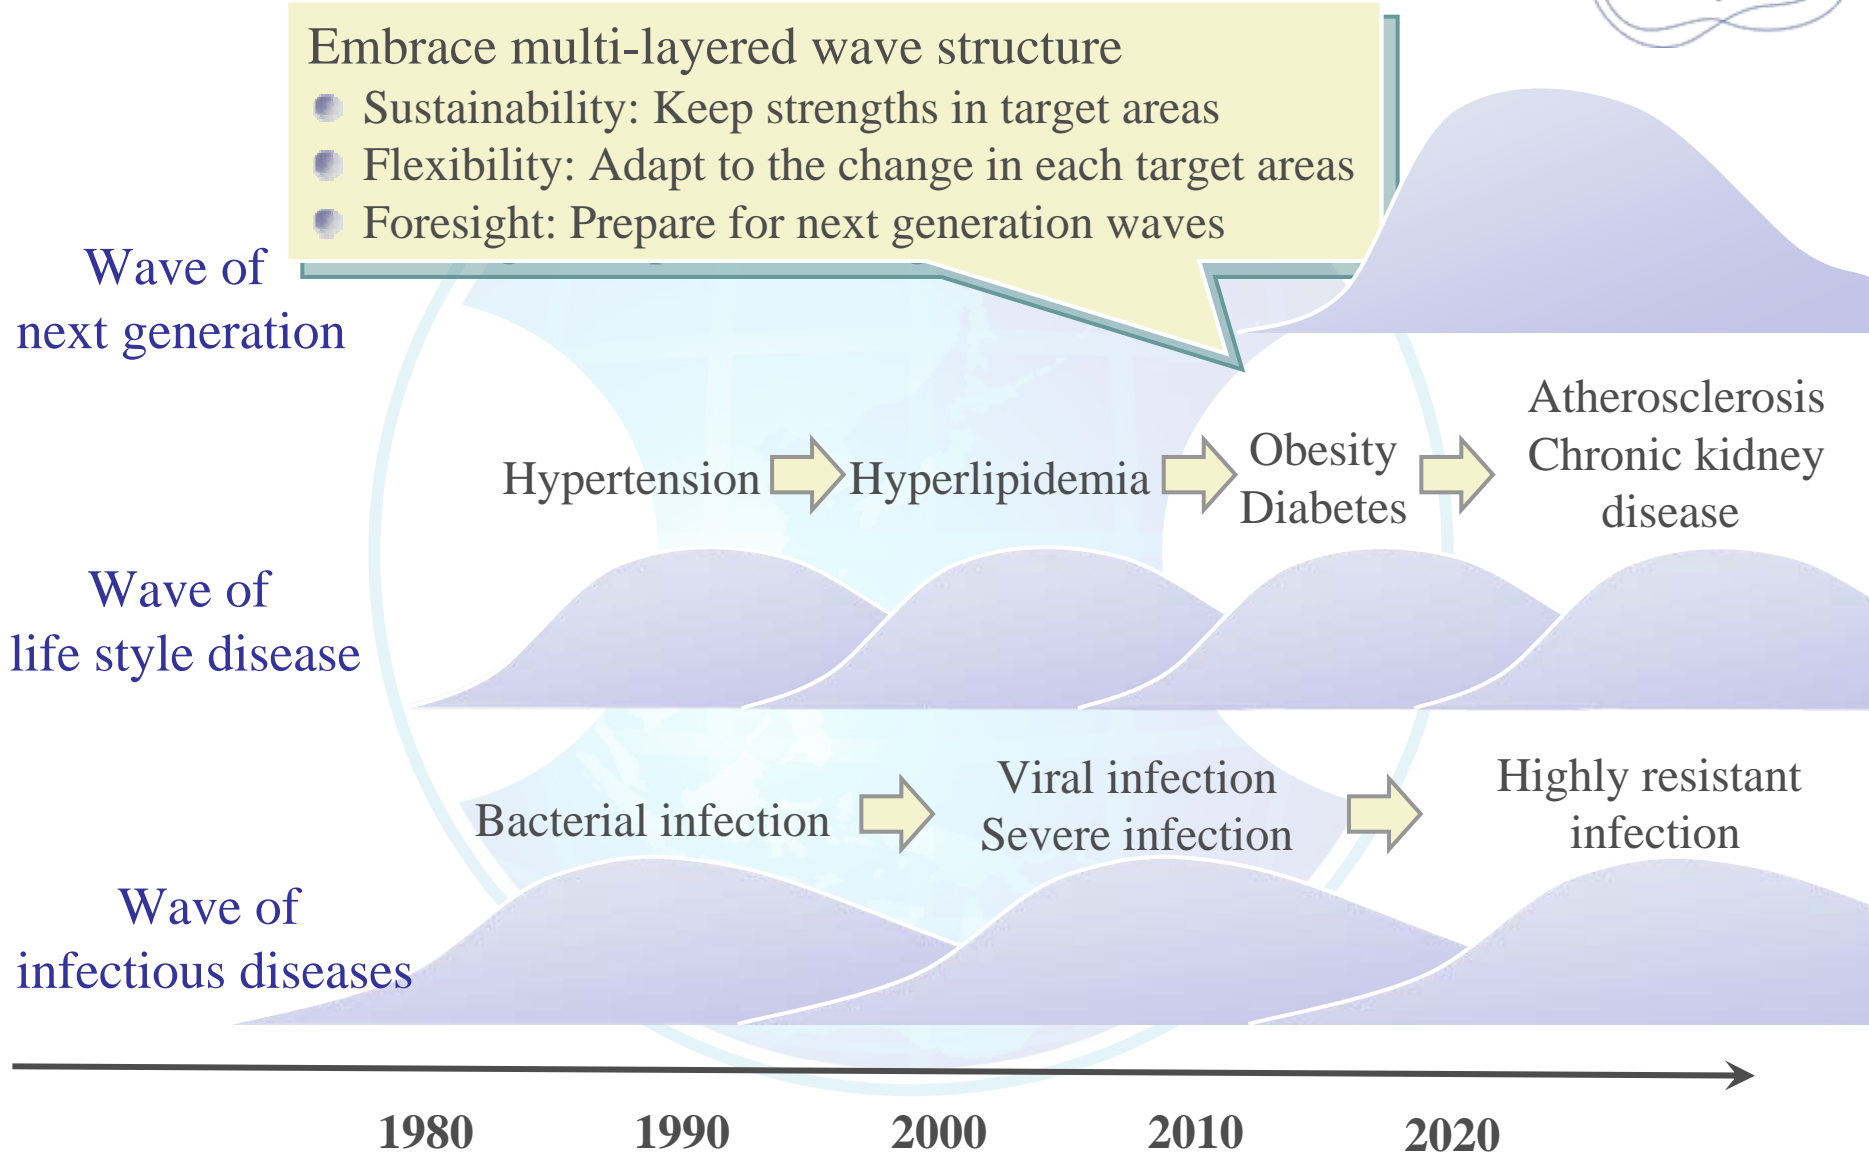 Embrace multi-layered wave structure
Sustainability: Keep strengths in target areas
Flexibility: Adapt to the change in each target areas
Foresight: Prepare for next generation waves
Wave of
next generation
Hypertension
Hyperlipidemia
Obesity
Diabetes
Atherosclerosis
Chronic kidney
disease
Wave of
life style disease
Bacterial infection
Viral infection
Severe infection
Highly resistant
infection
Wave of
infectious diseases
1980 1990 2000 2010 2020